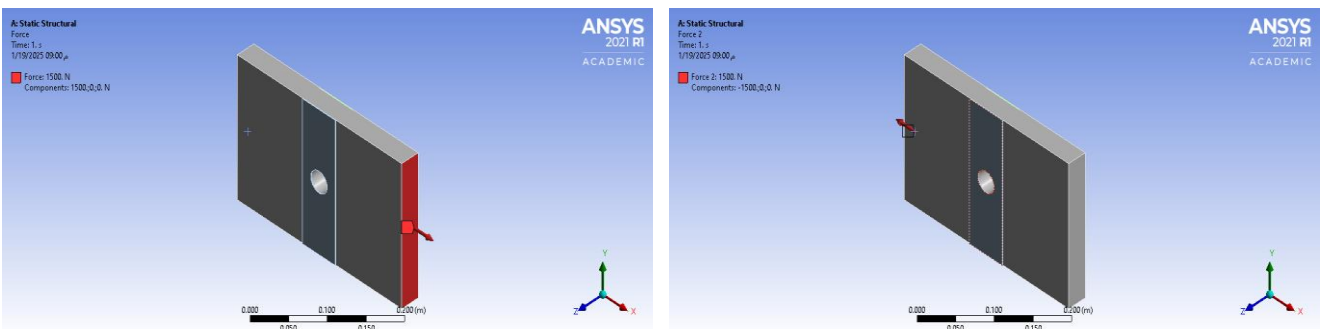 A: Static Structural
Force
Time: 1. s
1/19/2025 09:00 م
Force: 1500. N
Components: 1500.;0.;0. N
ANSYS
2021 R1
ACADEMIC
Y
Z
X
0.000
0.100
0.200 (m)
0.050
0.150
A: Static Structural
Force 2
Time: 1. s
1/19/2025 09:00 م
Force 2: 1500. N
Components: -1500.;0.;0. N
ANSYS
2021 R1
ACADEMIC
Y
Z
X
0.000
0.100
0.200 (m)
0.050
0.150